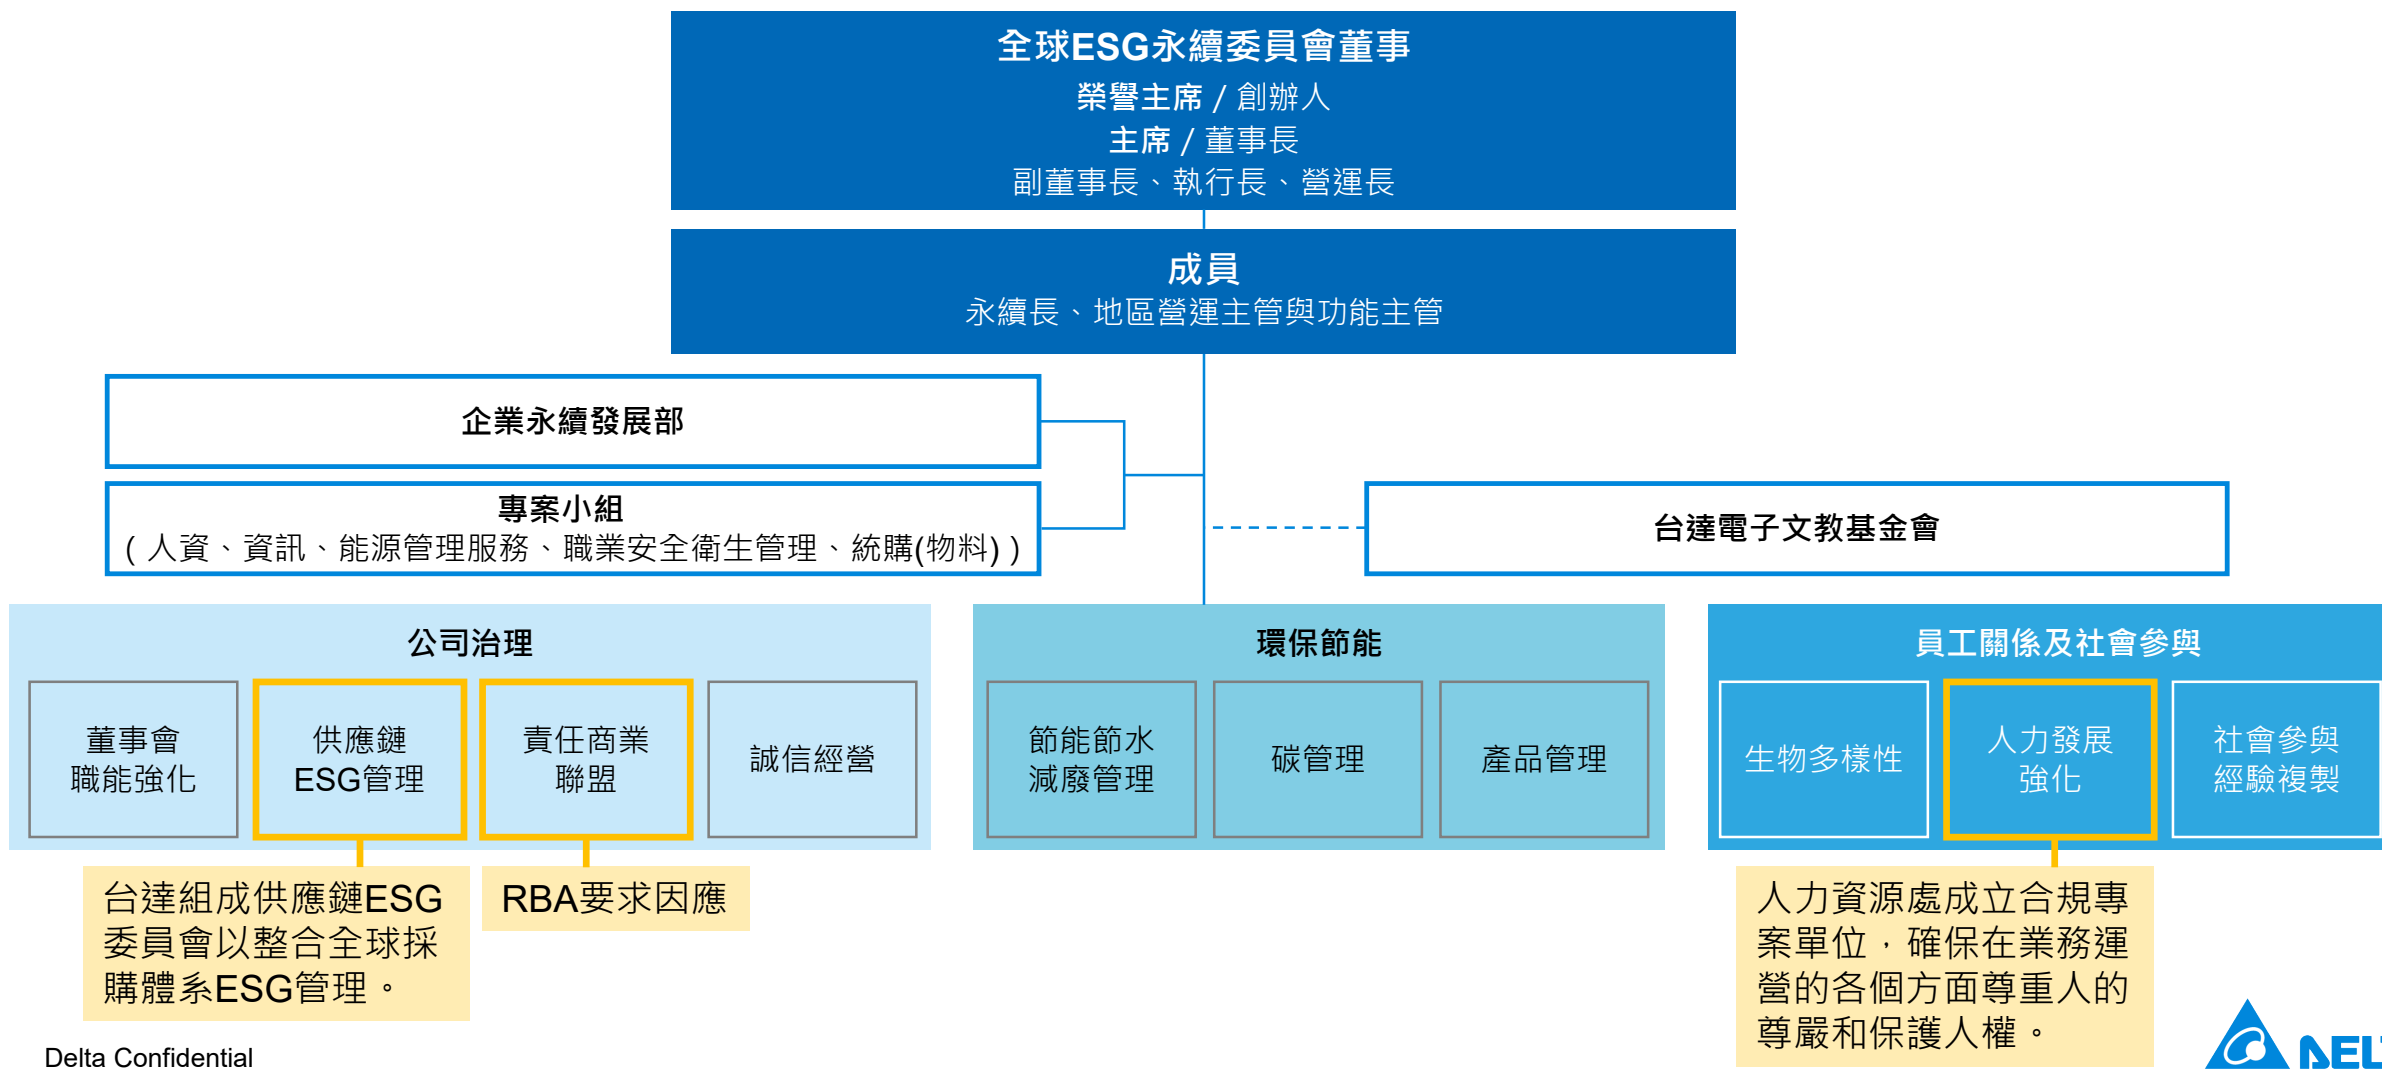 全球ESG永續委員會董事
榮譽主席 / 創辦人
主席 / 董事長
副董事長、執行長、營運長
成員
永續長、地區營運主管與功能主管
企業永續發展部
專案小組
( 人資、資訊、能源管理服務、職業安全衛生管理、統購(物料) )
台達電子文教基金會
公司治理
董事會
職能強化
供應鏈
ESG管理
責任商業
聯盟
誠信經營
環保節能
節能節水
減廢管理
碳管理
產品管理
員工關係及社會參與
生物多樣性
人力發展
強化
社會參與
經驗複製
台達組成供應鏈ESG
委員會以整合全球採
購體系ESG管理。
RBA要求因應
人力資源處成立合規專
案單位，確保在業務運
營的各個方面尊重人的
尊嚴和保護人權。
Delta Confidential